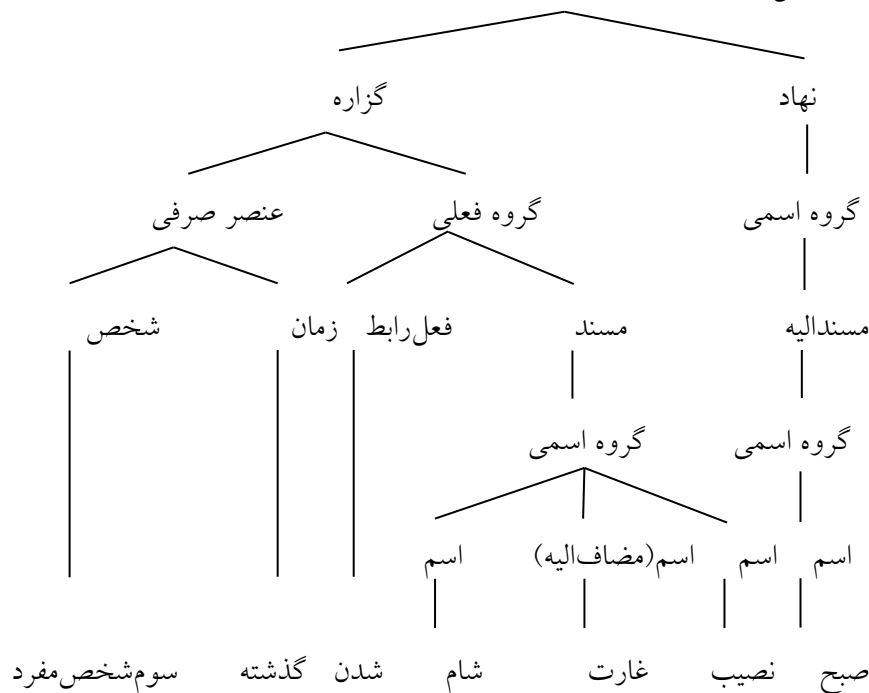 گزاره نهاد
عنصر صرفی گروه فعلی گروه اسمی
شخص زمان فعل‌رابط مسند مسندالیه
گروه اسمی گروه اسمی
اسم اسم(مضاف‌الیه) اسم اسم
سوم‌شخص‌مفرد گذشته شدن شام غارت نصیب صبح